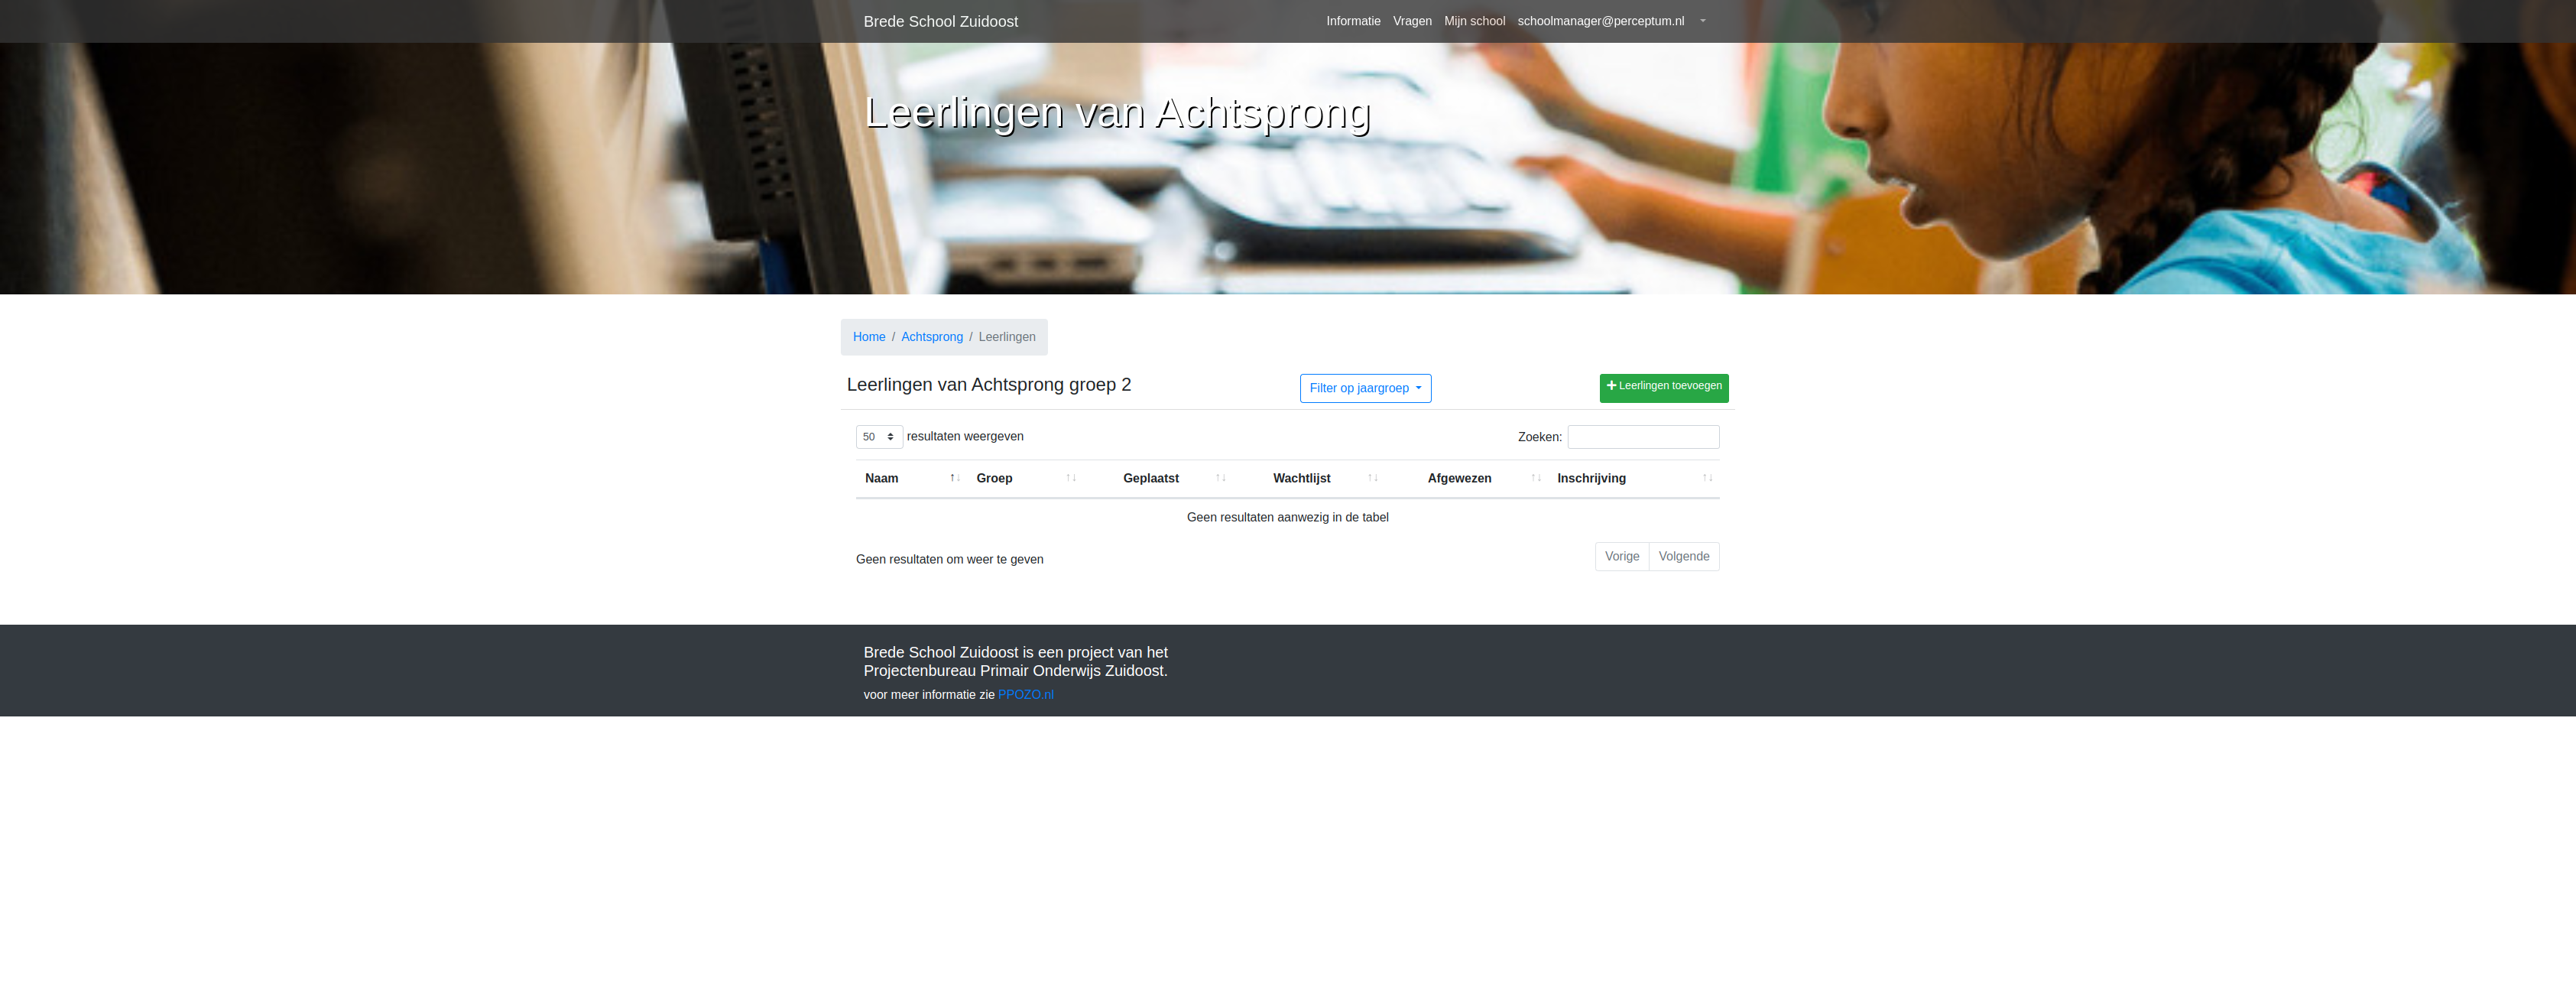 Brede School Zuidoost Informatie Vragen Mijn school schoolmanager@perceptum.nl
Leerlingen van Achtsprong
Home / Achtsprong / Leerlingen
Leerlingen van Achtsprong groep 2 Filter op jaargroep Leerlingen toevoegen
50 resultaten weergeven Zoeken:
Naam Groep Geplaatst Wachtlijst Afgewezen Inschrijving
Geen resultaten aanwezig in de tabel
Geen resultaten om weer te geven Vorige Volgende
Brede School Zuidoost is een project van het
Projectenbureau Primair Onderwijs Zuidoost.
voor meer informatie zie PPOZO.nl